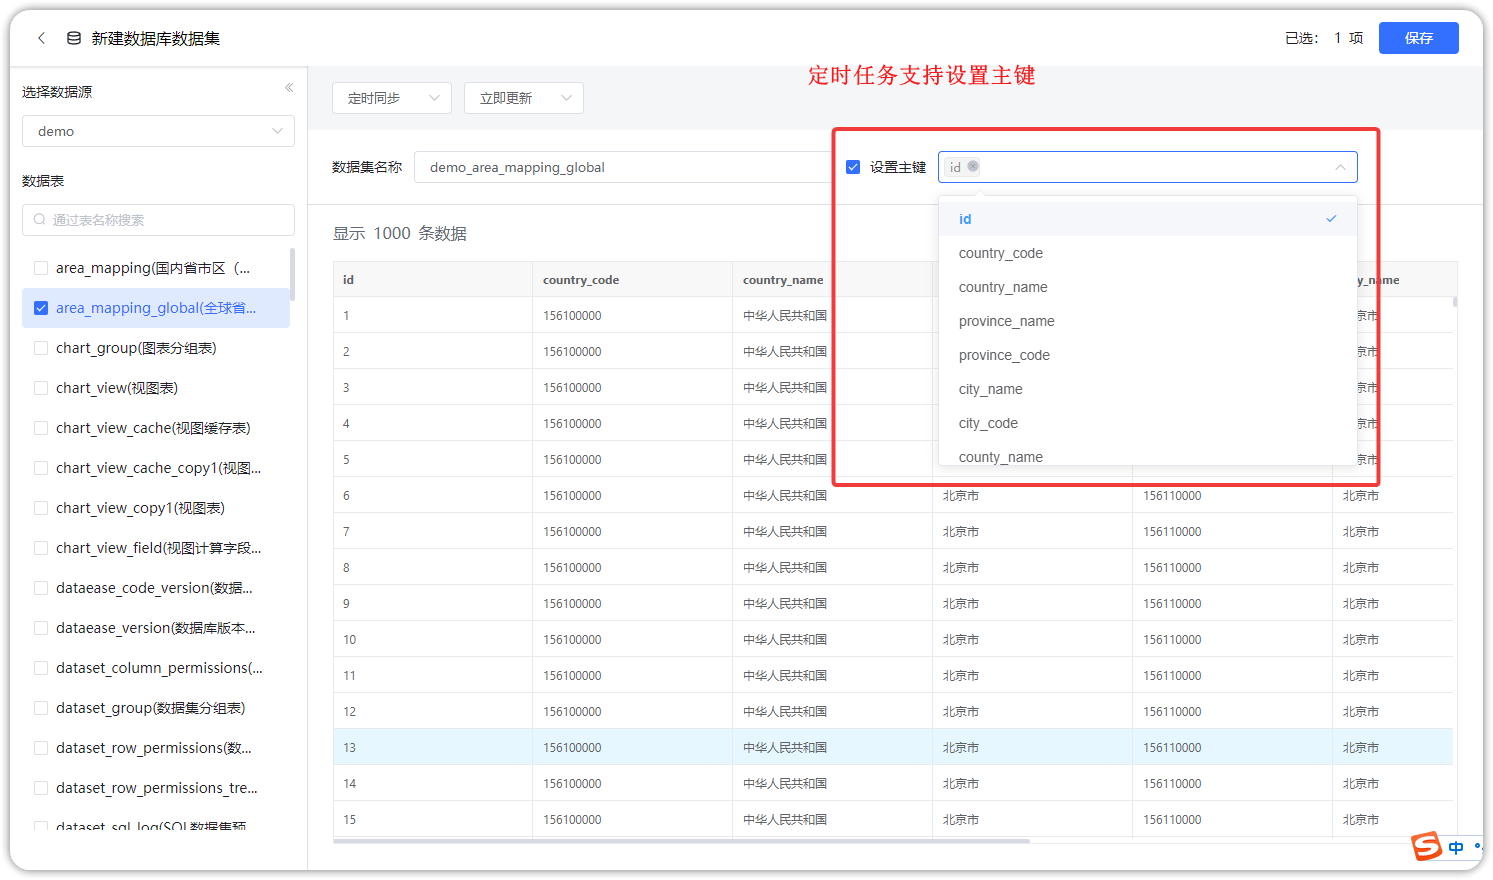 新建数据库数据集
已选： 1 项
保存
选择数据源
demo
数据表
通过表名称搜索
area_mapping(国内省市区（...
area_mapping_global(全球省...
chart_group(图表分组表)
chart_view(视图表)
chart_view_cache(视图缓存表)
chart_view_cache_copy1(视图...
chart_view_copy1(视图表)
chart_view_field(视图计算字段...
dataease_code_version(数据...
dataease_version(数据库版本...
dataset_column_permissions(...
dataset_group(数据集分组表)
dataset_row_permissions(数...
dataset_row_permissions_tre...
dataset_sql_log(SQL数据集预
定时同步
立即更新
定时任务支持设置主键
数据集名称 demo_area_mapping_global
设置主键 id
id
country_code
country_name
province_name
province_code
city_name
city_code
county_name
显示 1000 条数据
id country_code country_name y_name
1 156100000 中华人民共和国 京市
2 156100000 中华人民共和国 京市
3 156100000 中华人民共和国 京市
4 156100000 中华人民共和国 京市
5 156100000 中华人民共和国 京市
6 156100000 中华人民共和国 北京市 156110000 北京市
7 156100000 中华人民共和国 北京市 156110000 北京市
8 156100000 中华人民共和国 北京市 156110000 北京市
9 156100000 中华人民共和国 北京市 156110000 北京市
10 156100000 中华人民共和国 北京市 156110000 北京市
11 156100000 中华人民共和国 北京市 156110000 北京市
12 156100000 中华人民共和国 北京市 156110000 北京市
13 156100000 中华人民共和国 北京市 156110000 北京市
14 156100000 中华人民共和国 北京市 156110000 北京市
15 156100000 中华人民共和国 北京市 156110000 北京市
中